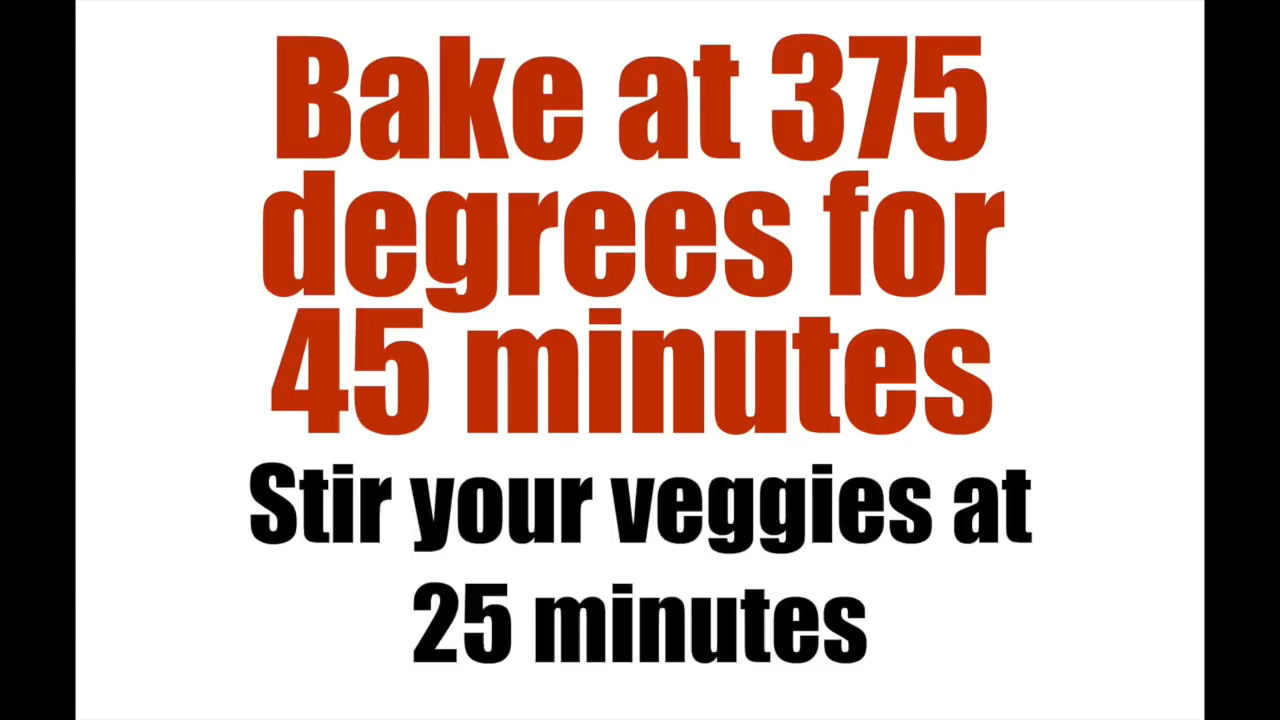 Bake at 375
degrees for
45 minutes
Stir your veggies at
25 minutes